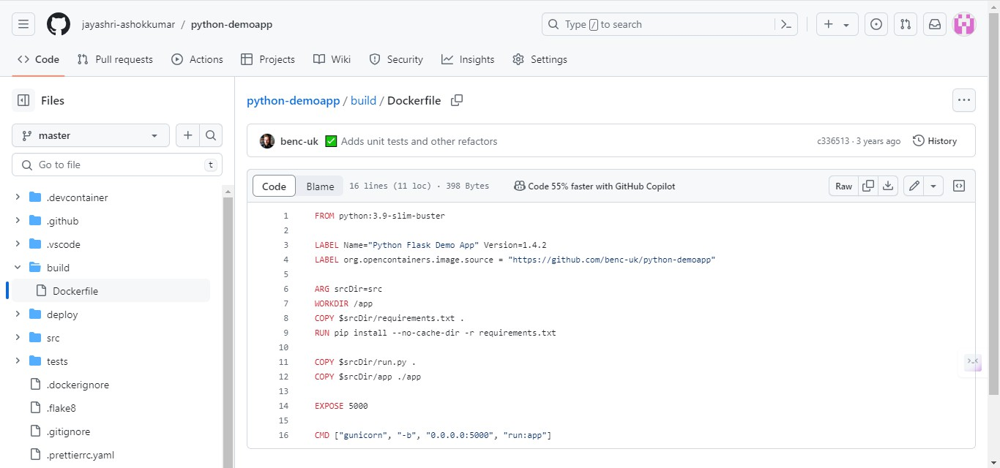 jayashri-ashokkumar / python-demoapp
Type / to search
Code Pull requests Actions Projects Wiki Security Insights Settings
Files
master
Go to file t
.devcontainer
.github
.vscode
build
Dockerfile
deploy
src
tests
.dockerignore
.flake8
.gitignore
.prettierrc.yaml
python-demoapp / build / Dockerfile
benc-uk ✅ Adds unit tests and other refactors c336513 · 3 years ago History
Code Blame 16 lines (11 loc) · 398 Bytes Code 55% faster with GitHub Copilot Raw
1 FROM python:3.9-slim-buster
2
3 LABEL Name="Python Flask Demo App" Version=1.4.2
4 LABEL org.opencontainers.image.source = "https://github.com/benc-uk/python-demoapp"
5
6 ARG srcDir=src
7 WORKDIR /app
8 COPY $srcDir/requirements.txt .
9 RUN pip install --no-cache-dir -r requirements.txt
10
11 COPY $srcDir/run.py .
12 COPY $srcDir/app ./app
13
14 EXPOSE 5000
15
16 CMD ["gunicorn", "-b", "0.0.0.0:5000", "run:app"]